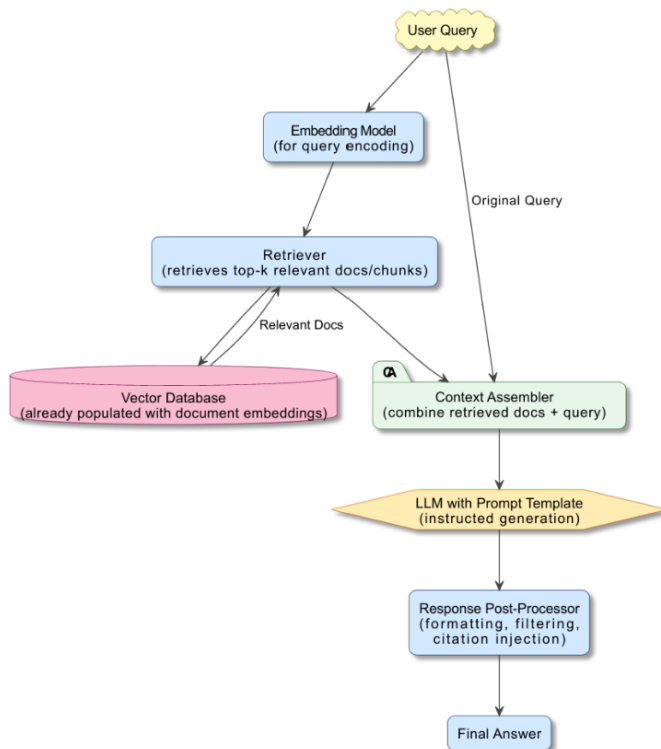 User Query
Embedding Model
(for query encoding)
Original Query
Retriever
(retrieves top-k relevant docs/chunks)
Relevant Docs
Vector Database
(already populated with document embeddings)
CA
Context Assembler
(combine retrieved docs + query)
LLM with Prompt Template
(instructed generation)
Response Post-Processor
(formatting, filtering,
citation injection)
Final Answer